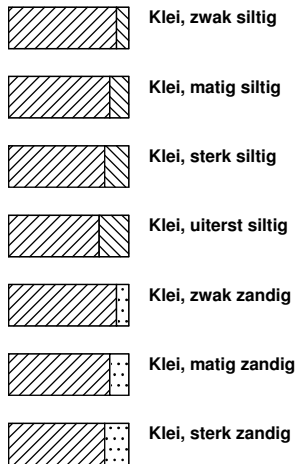 Klei, zwak siltig
Klei, matig siltig
Klei, sterk siltig
Klei, uiterst siltig
Klei, zwak zandig
Klei, matig zandig
Klei, sterk zandig